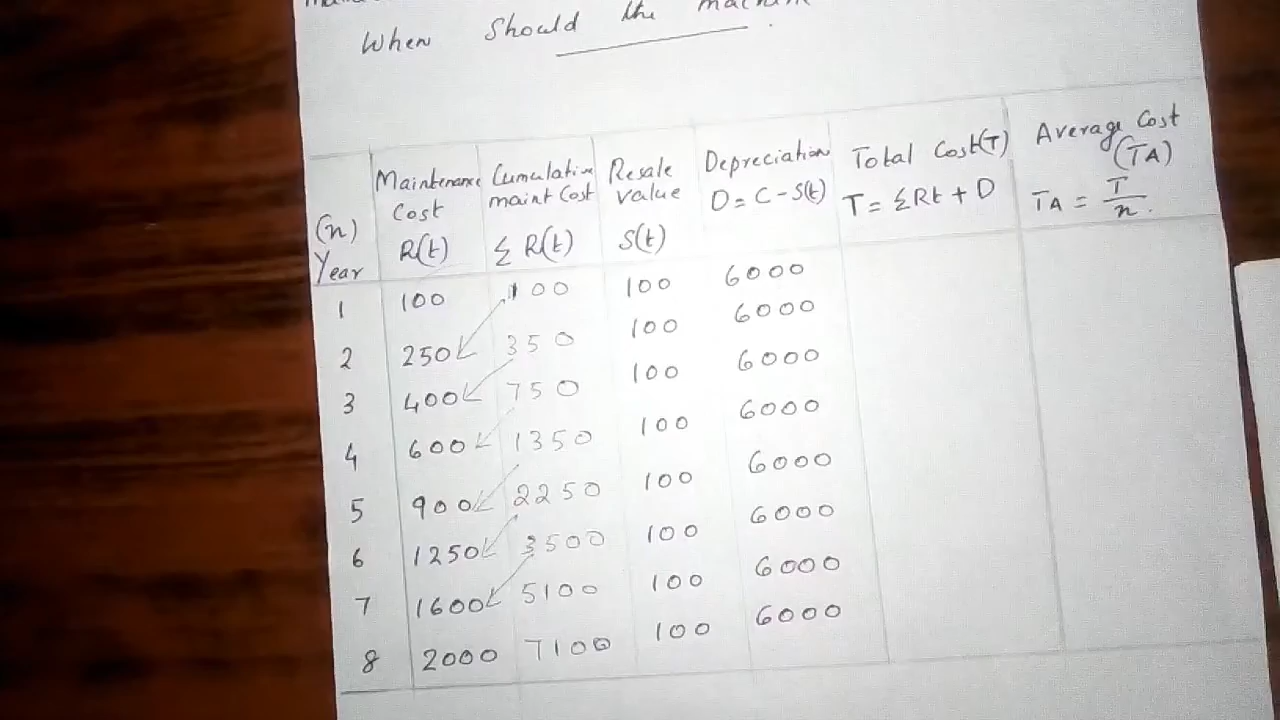 When should the
(n) Year Maintenance Cost R(t) Cumulative maint Cost Σ R(t) Resale value S(t) Depreciation D = C - S(t) Total Cost(T) T = ΣRt + D Average Cost (TA) TA = T/n.
1 100 100 100 6000
2 250 350 100 6000
3 400 750 100 6000
4 600 1350 100 6000
5 900 2250 100 6000
6 1250 3500 100 6000
7 1600 5100 100 6000
8 2000 7100 100 6000